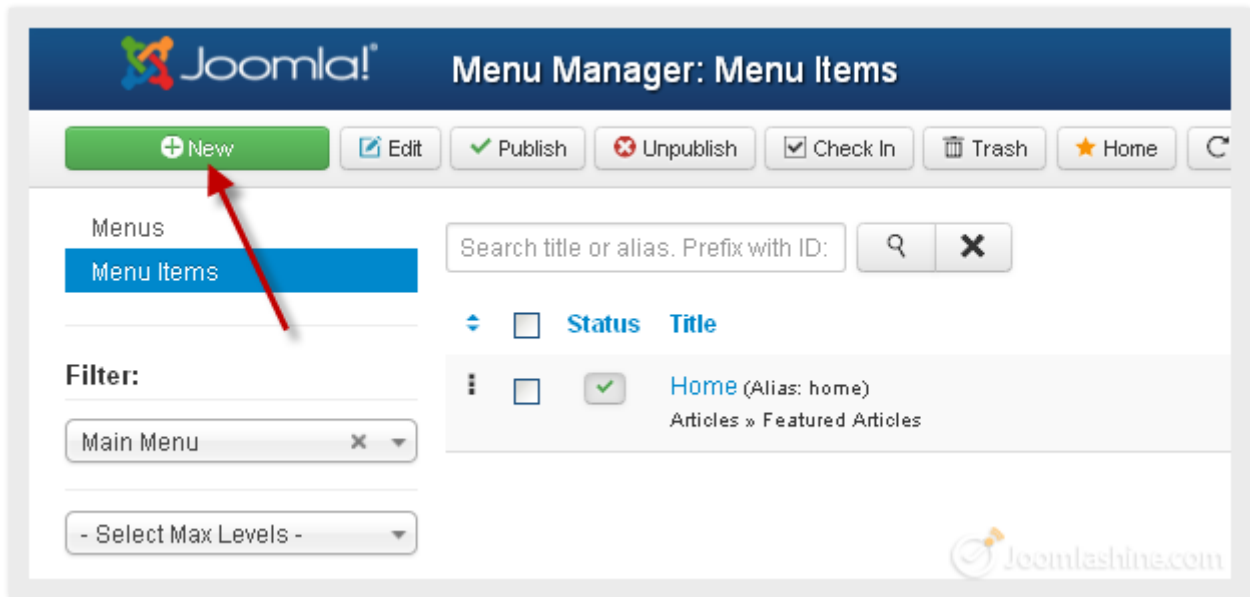 Joomla!®
Menu Manager: Menu Items
New
Edit
Publish
Unpublish
Check In
Trash
Home
Menus
Menu Items
Search title or alias. Prefix with ID:
Status
Title
Filter:
Home (Alias: home)
Articles » Featured Articles
Main Menu
- Select Max Levels -
Joomlashine.com